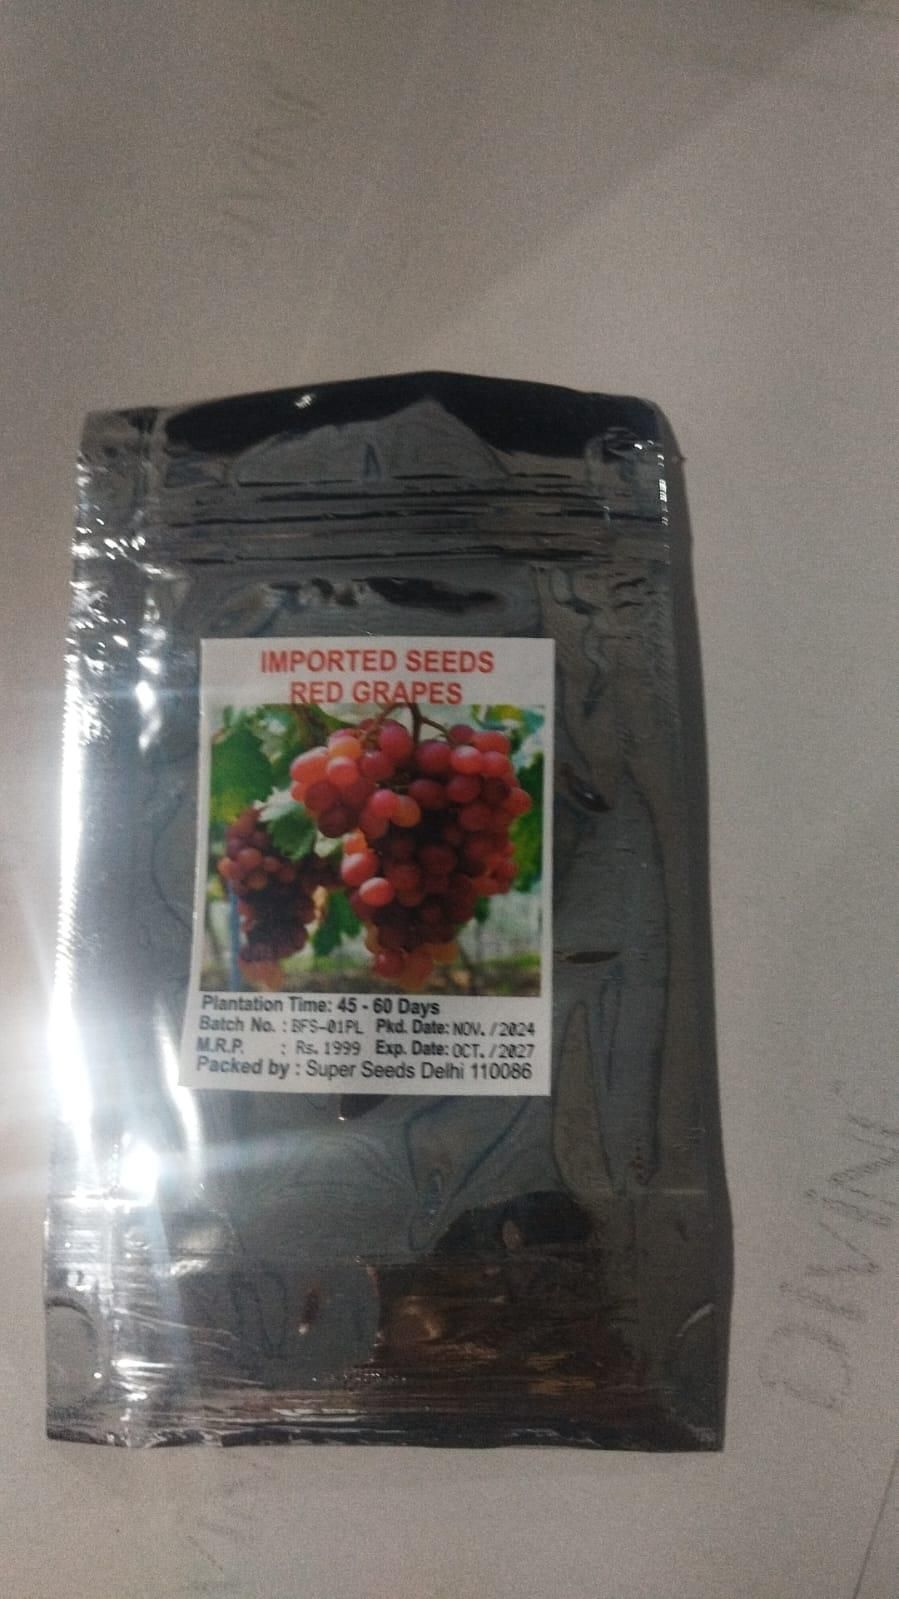 IMPORTED SEEDS
RED GRAPES
Plantation Time: 45 - 60 Days
Batch No. : BFS-01PL Pkd. Date: NOV. /2024
M.R.P. : Rs. 1999 Exp. Date: OCT. /2027
Packed by : Super Seeds Delhi 110086